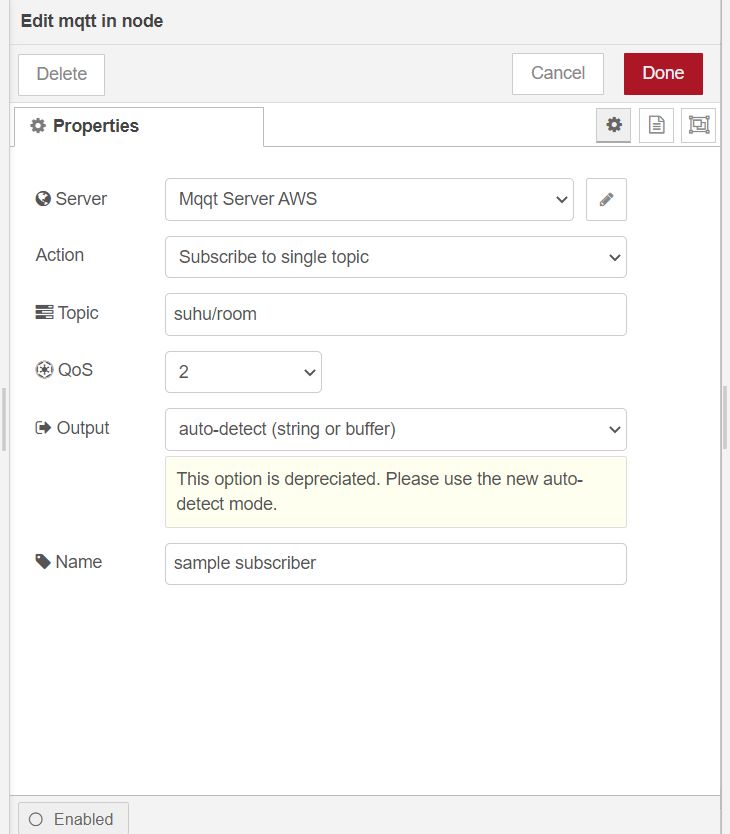 Edit mqtt in node
Delete
Cancel
Done
Properties
Server
Mqqt Server AWS
Action
Subscribe to single topic
Topic
suhu/room
QoS
2
Output
auto-detect (string or buffer)
This option is depreciated. Please use the new auto-
detect mode.
Name
sample subscriber
Enabled